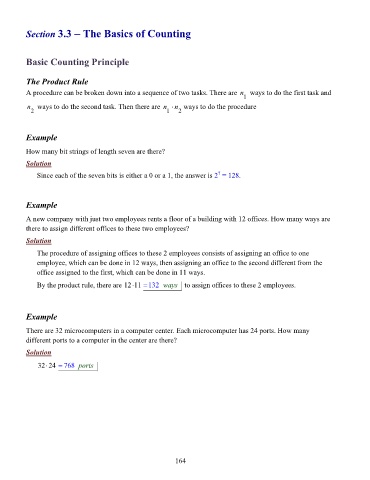 Section 3.3 – The Basics of Counting
Basic Counting Principle
The Product Rule
A procedure can be broken down into a sequence of two tasks. There are n₁ ways to do the first task and
n₂ ways to do the second task. Then there are n₁ · n₂ ways to do the procedure
Example
How many bit strings of length seven are there?
Solution
Since each of the seven bits is either a 0 or a 1, the answer is 2⁷ = 128.
Example
A new company with just two employees rents a floor of a building with 12 offices. How many ways are
there to assign different offices to these two employees?
Solution
The procedure of assigning offices to these 2 employees consists of assigning an office to one
employee, which can be done in 12 ways, then assigning an office to the second different from the
office assigned to the first, which can be done in 11 ways.
By the product rule, there are 12·11 = 132 ways to assign offices to these 2 employees.
Example
There are 32 microcomputers in a computer center. Each microcomputer has 24 ports. How many
different ports to a computer in the center are there?
Solution
32·24 = 768 ports
164